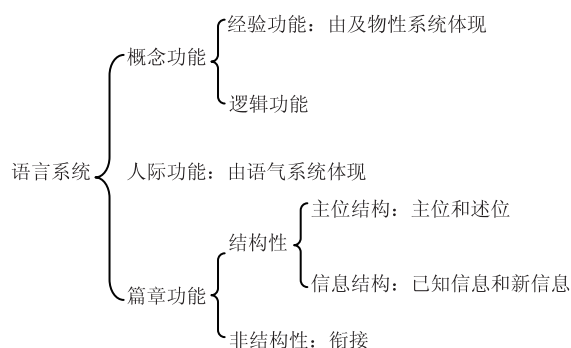 经验功能：由及物性系统体现
概念功能
逻辑功能
语言系统
人际功能：由语气系统体现
主位结构：主位和述位
结构性
信息结构：已知信息和新信息
篇章功能
非结构性：衔接